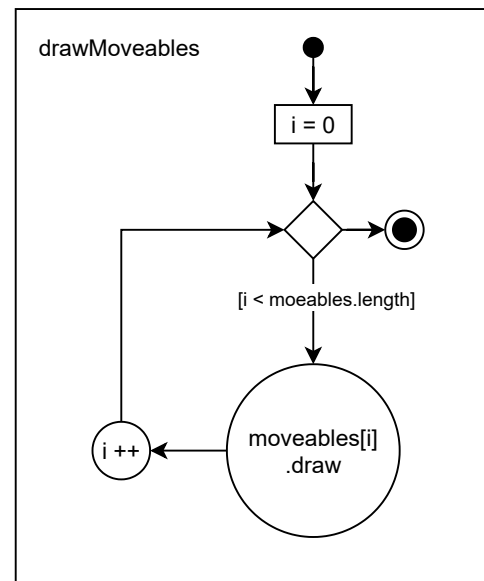 drawMoveables
i = 0
[i < moeables.length]
moveables[i]
.draw
i ++